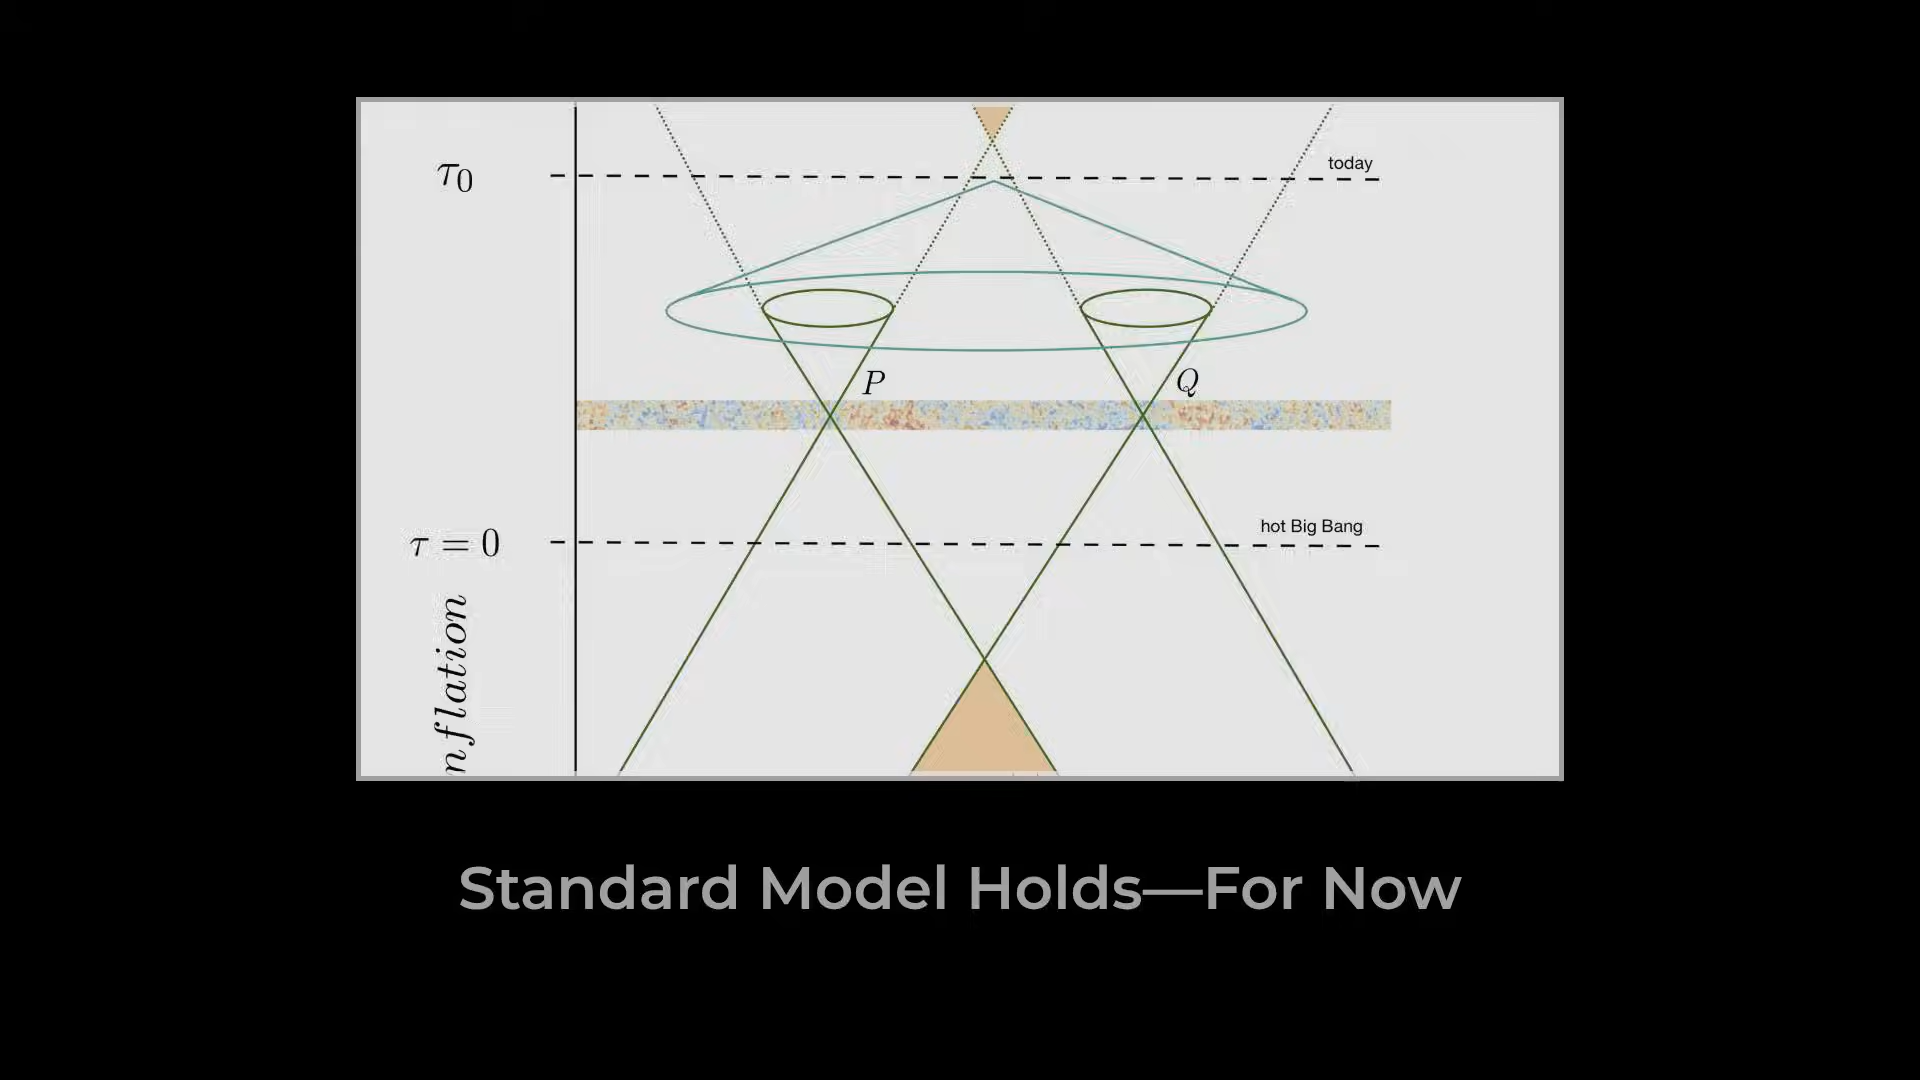 τ₀
today
P
Q
τ = 0
hot Big Bang
nflation
Standard Model Holds—For Now